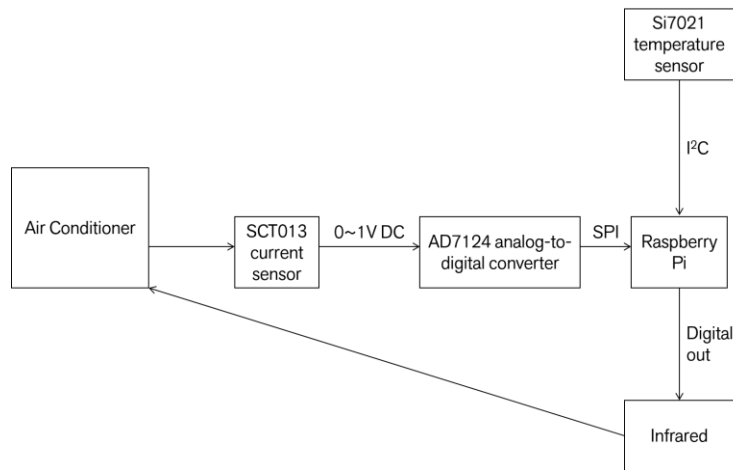 Si7021
temperature
sensor
I²C
Air Conditioner
SCT013
current
sensor
0~1V DC
AD7124 analog-to-
digital converter
SPI
Raspberry
Pi
Digital
out
Infrared